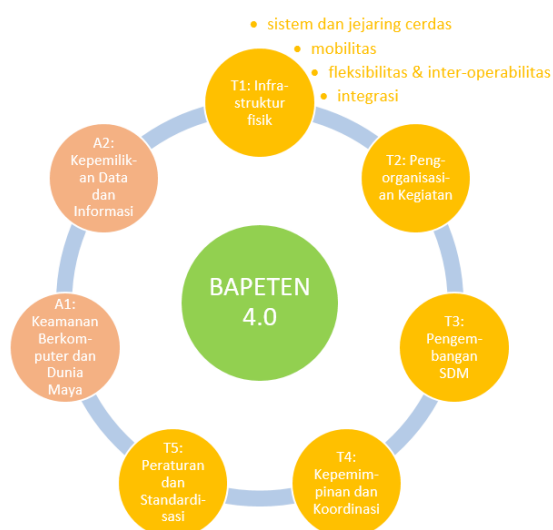 • sistem dan jejaring cerdas
• mobilitas
• fleksibilitas & inter-operabilitas
• integrasi
T1: Infra-
struktur
fisik
T2: Peng-
organisasi-
an Kegiatan
T3:
Pengem-
bangan
SDM
T4:
Kepemim-
pinan dan
Koordinasi
T5:
Peraturan
dan
Standardi-
sasi
A1:
Keamanan
Berkom-
puter dan
Dunia
Maya
A2:
Kepemilik-
an Data
dan
Informasi
BAPETEN
4.0